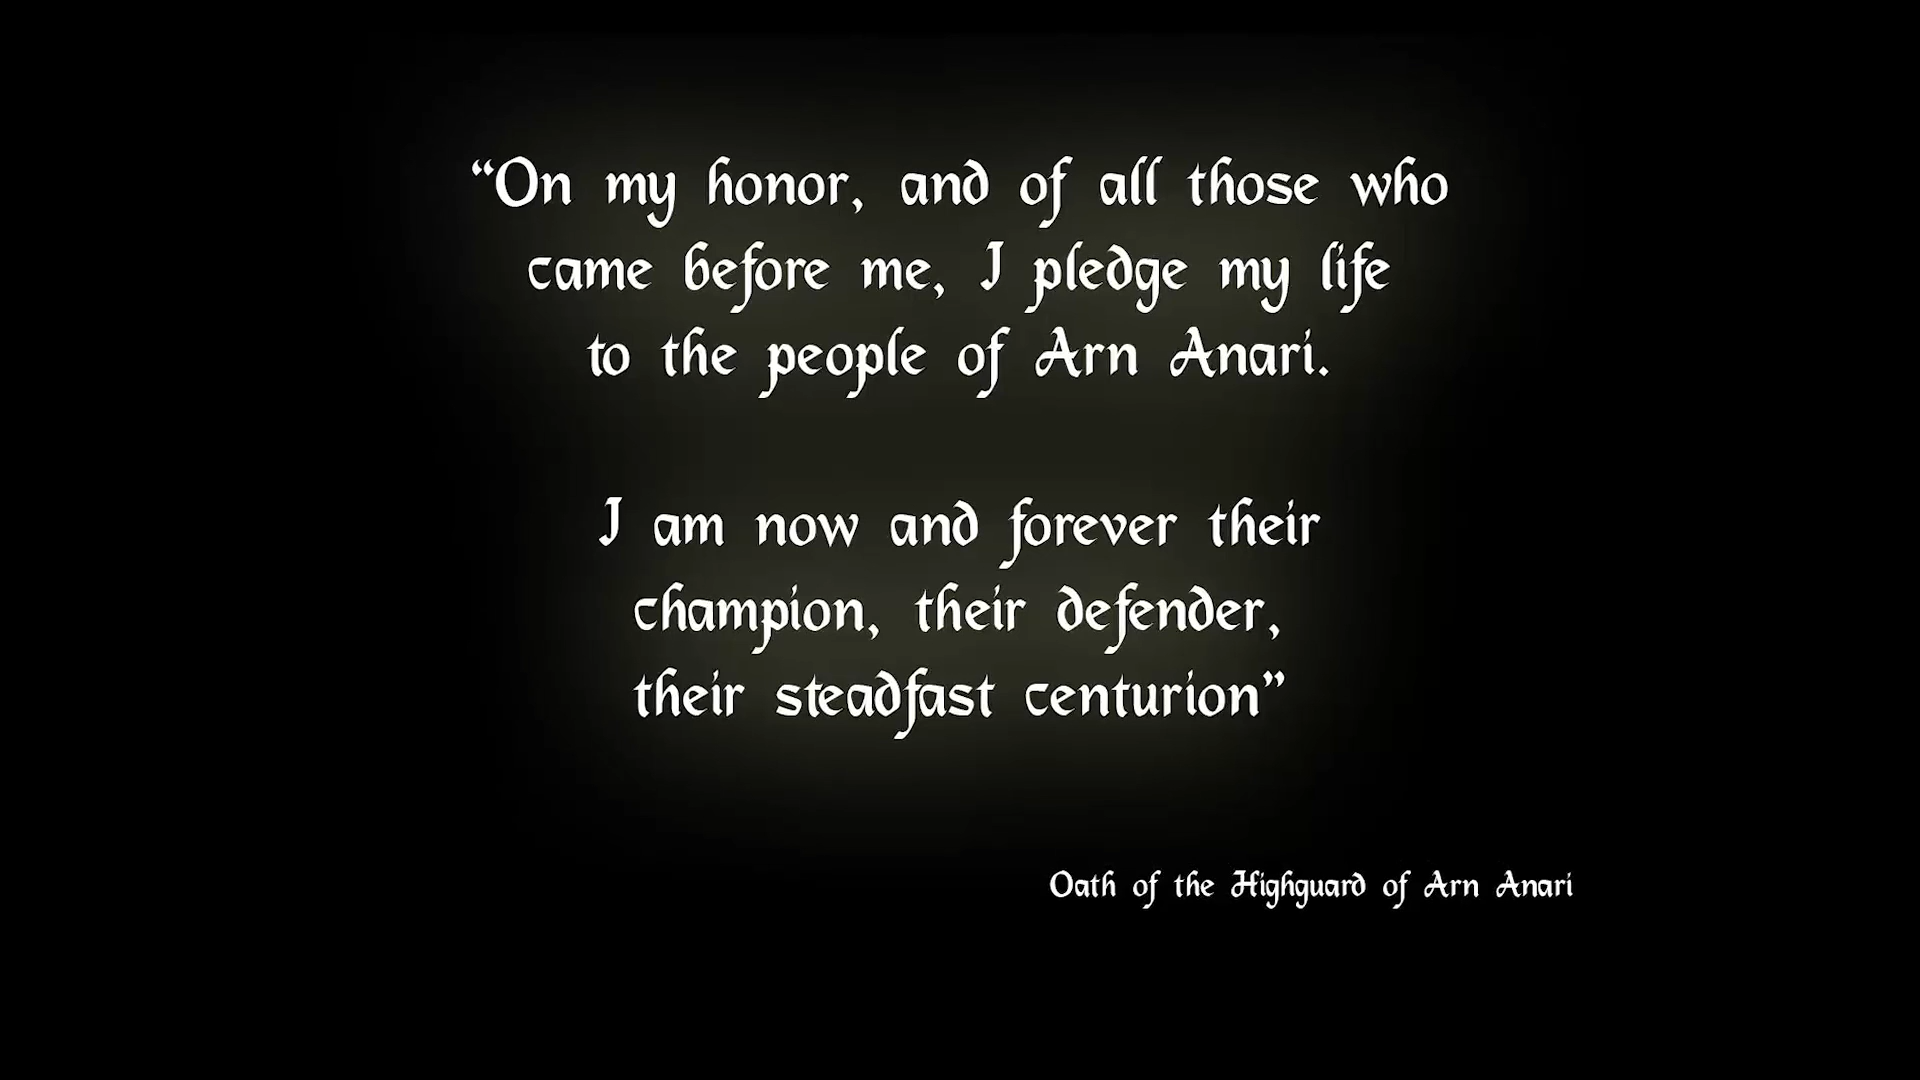 “On my honor, and of all those who
came before me, I pledge my life
to the people of Arn Anari.
I am now and forever their
champion, their defender,
their steadfast centurion”
Oath of the Highguard of Arn Anari